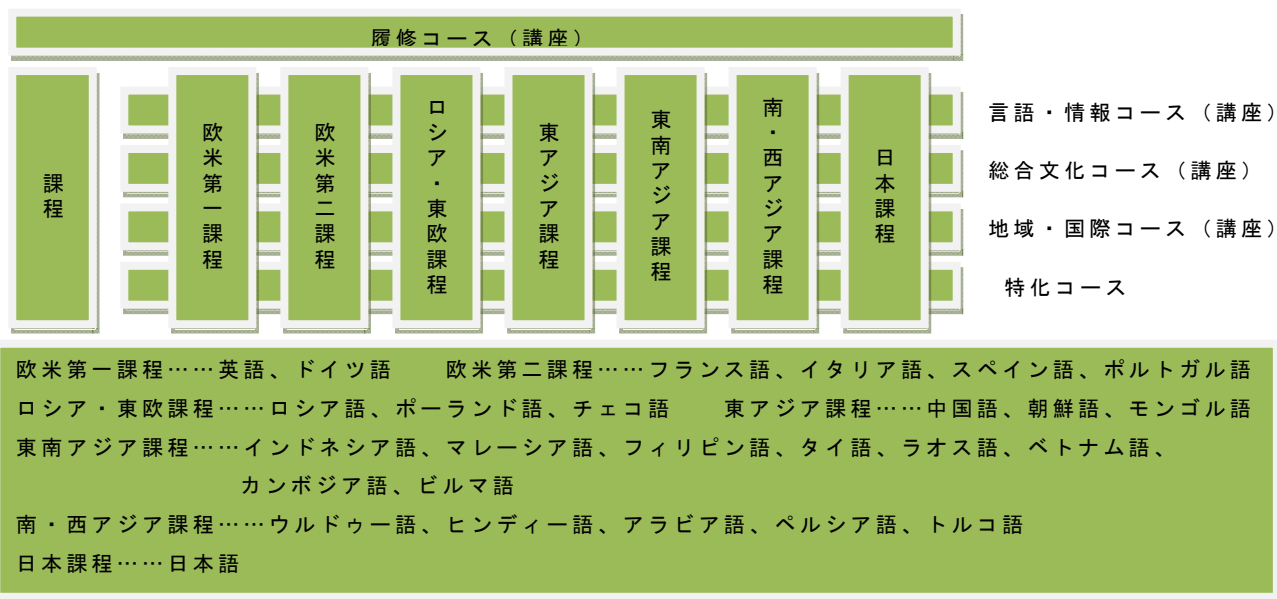 履修コース（講座）
課程
欧米第一課程
欧米第二課程
ロシア・東欧課程
東アジア課程
東南アジア課程
南・西アジア課程
日本課程
言語・情報コース（講座）
総合文化コース（講座）
地域・国際コース（講座）
特化コース
欧米第一課程……英語、ドイツ語　欧米第二課程……フランス語、イタリア語、スペイン語、ポルトガル語
ロシア・東欧課程……ロシア語、ポーランド語、チェコ語　東アジア課程……中国語、朝鮮語、モンゴル語
東南アジア課程……インドネシア語、マレーシア語、フィリピン語、タイ語、ラオス語、ベトナム語、
カンボジア語、ビルマ語
南・西アジア課程……ウルドゥー語、ヒンディー語、アラビア語、ペルシア語、トルコ語
日本課程……日本語